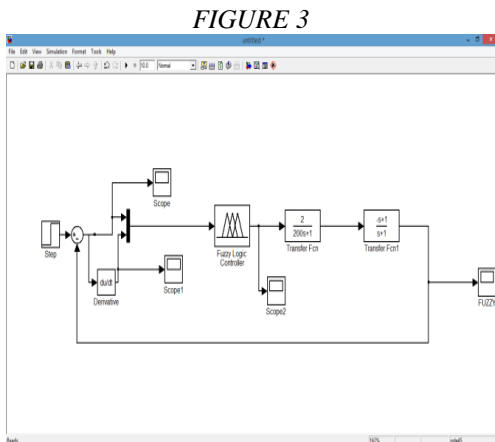 FIGURE 3
untitled *
File Edit View Simulation Format Tools Help
10.0 Normal
Scope
Step
du/dt
Derivative
Scope1
Fuzzy Logic
Controller
2
200s+1
Transfer Fcn
-s+1
s+1
Transfer Fcn1
Scope2
FUZZY
Ready
ode45